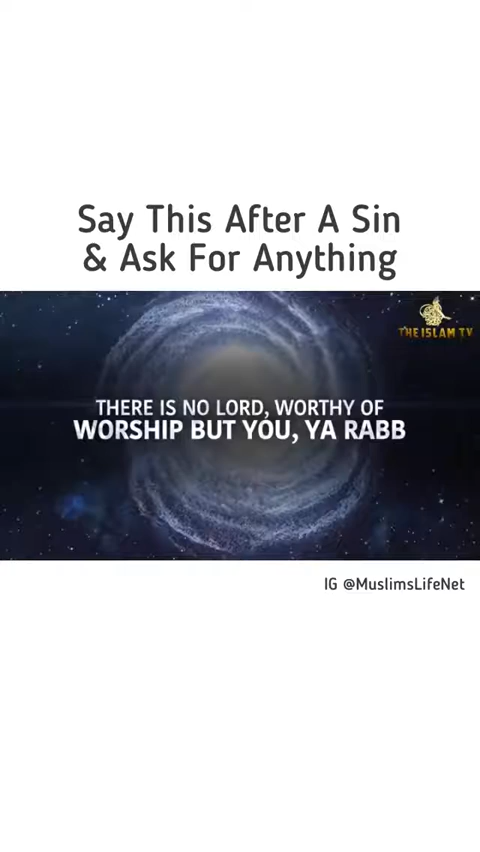 Say This After A Sin
& Ask For Anything
THE ISLAM TV
THERE IS NO LORD, WORTHY OF
WORSHIP BUT YOU, YA RABB
IG @MuslimsLifeNet